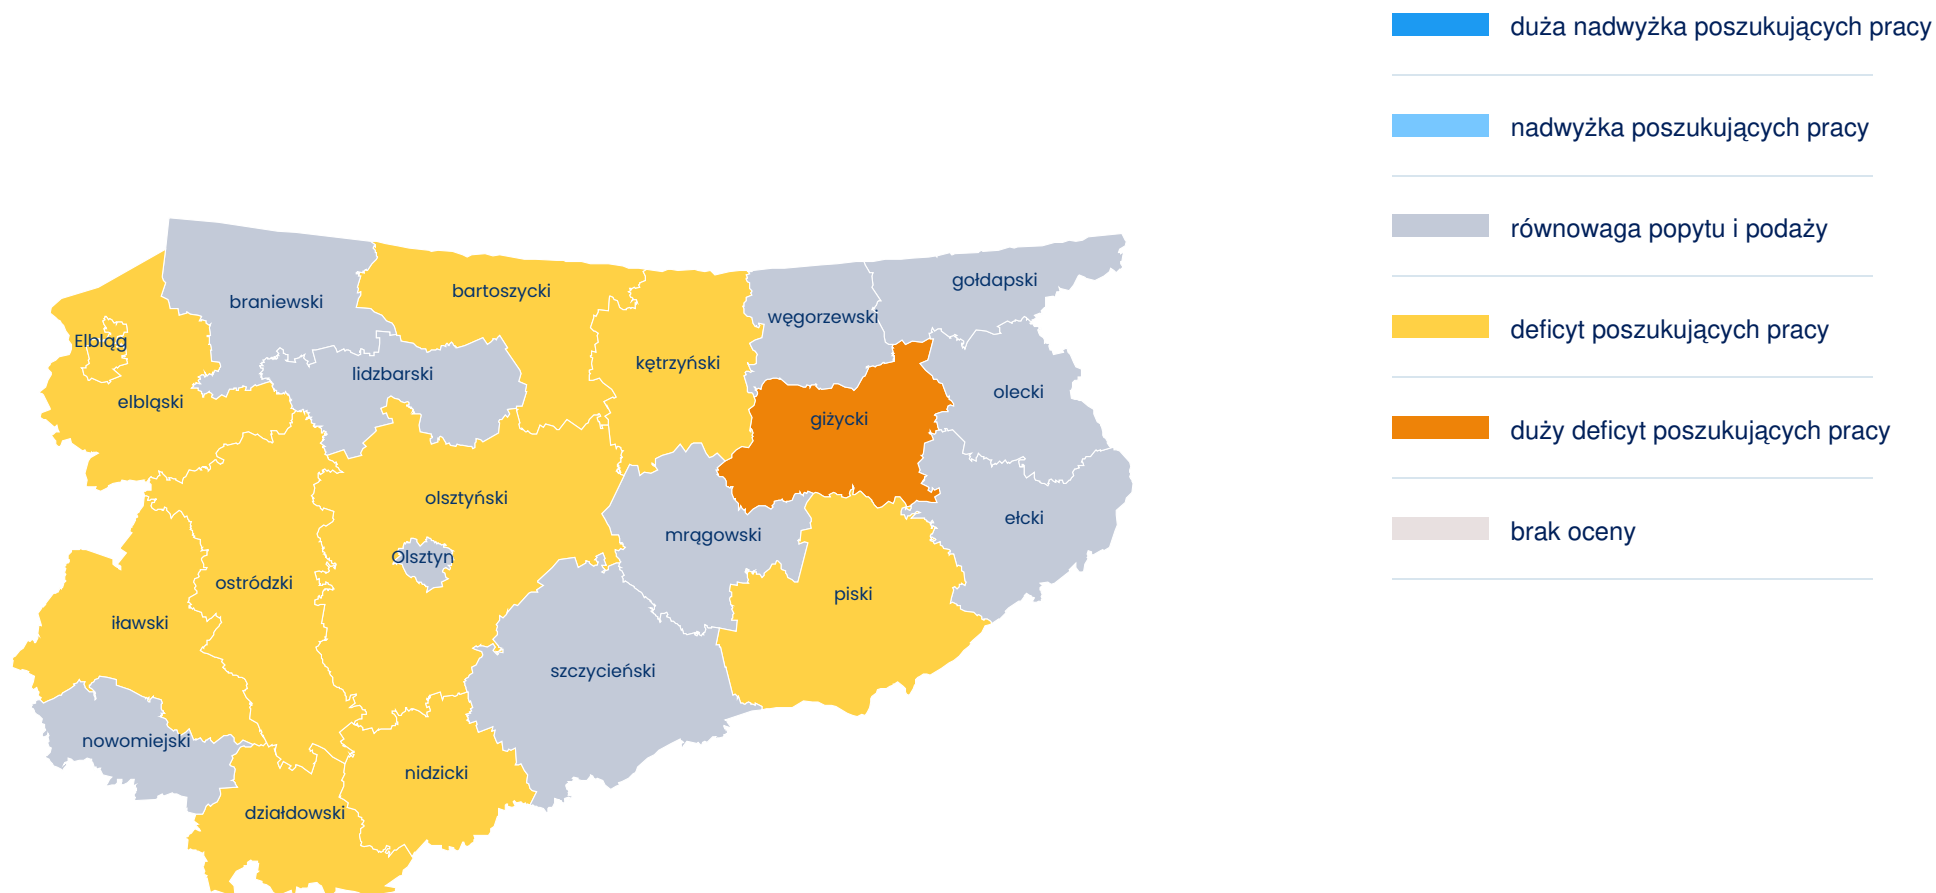 duża nadwyżka poszukujących pracy
nadwyżka poszukujących pracy
równowaga popytu i podaży
deficyt poszukujących pracy
duży deficyt poszukujących pracy
brak oceny
gołdapski
bartoszycki
braniewski
węgorzewski
Elbląg
kętrzyński
lidzbarski
olecki
elbląski
giżycki
olsztyński
ełcki
mrągowski
Olsztyn
ostródzki
piski
iławski
szczycieński
nowomiejski
nidzicki
działdowski